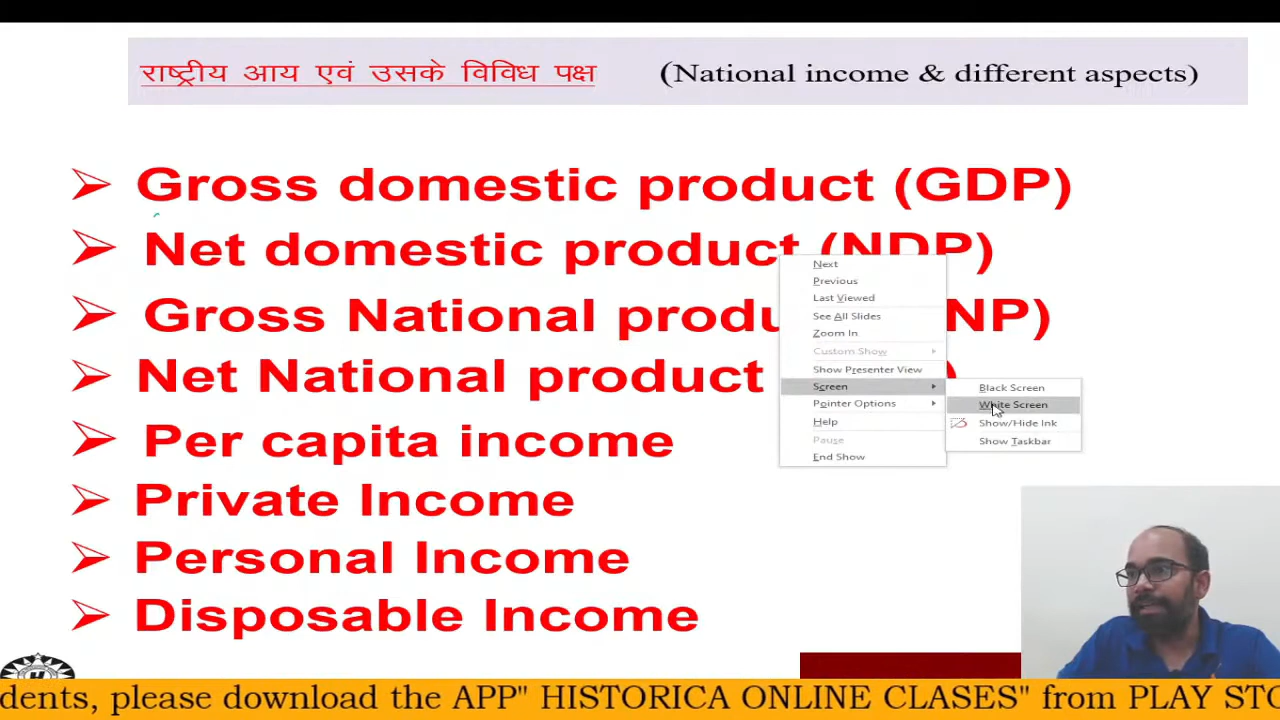 राष्ट्रीय आय एवं उसके विविध पक्ष (National income & different aspects)
➢ Gross domestic product (GDP)
➢ Net domestic product (NDP)
➢ Gross National produ NP)
➢ Net National product )
➢ Per capita income
➢ Private Income
➢ Personal Income
➢ Disposable Income
Next
Previous
Last Viewed
See All Slides
Zoom In
Custom Show
Show Presenter View
Screen
Pointer Options
Help
Pause
End Show
Black Screen
White Screen
Show/Hide Ink
Show Taskbar
H
dents, please download the APP" HISTORICA ONLINE CLASES" from PLAY STO